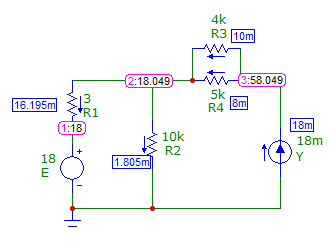 4k
R3
10m
2:18.049
3:58.049
5k
R4
8m
16.195m
3
R1
1:18
10k
R2
1.805m
18m
18m
Y
18
E
+
−